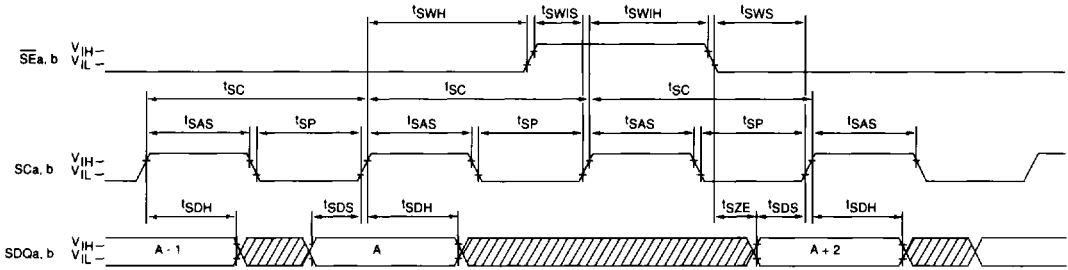 tSWH tSWIS tSWIH tSWS
SEa, b VIH
VIL
tSC tSC tSC
tSAS tSP tSAS tSP tSAS tSP tSAS
SCa, b VIH
VIL
tSDH tSDS tSDH tSZE tSDS tSDH
SDQa, b VIH
VIL
A - 1 A A + 2